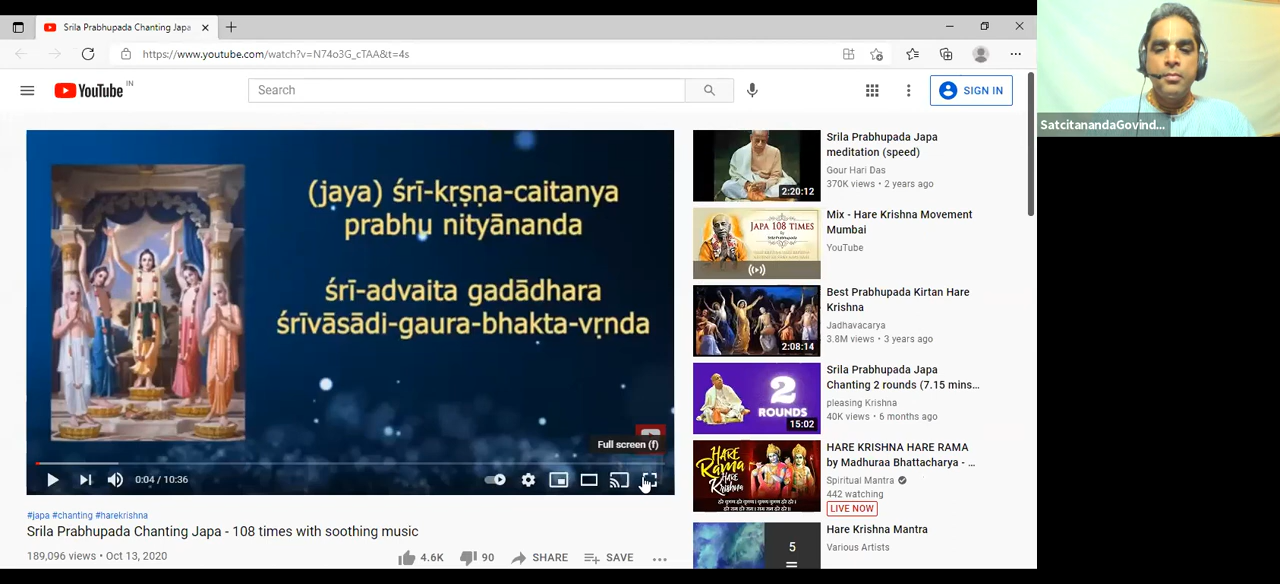 Srila Prabhupada Chanting Japa
https://www.youtube.com/watch?v=N74o3G_cTAA&t=4s
YouTube IN
Search
SIGN IN
(jaya) śrī-kṛṣṇa-caitanya
prabhu nityānanda
śrī-advaita gadādhara
śrīvāsādi-gaura-bhakta-vṛnda
Full screen (f)
0:04 / 10:36
#japa #chanting #harekrishna
Srila Prabhupada Chanting Japa - 108 times with soothing music
189,096 views • Oct 13, 2020
4.6K
90
SHARE
SAVE
2:20:12
Srila Prabhupada Japa
meditation (speed)
Gour Hari Das
370K views • 2 years ago
JAPA 108 TIMES
Mix - Hare Krishna Movement
Mumbai
YouTube
2:08:14
Best Prabhupada Kirtan Hare
Krishna
Jadhavacarya
3.8M views • 3 years ago
2
ROUNDS
15:02
Srila Prabhupada Japa
Chanting 2 rounds (7.15 mins...
pleasing Krishna
40K views • 6 months ago
HARE
RAMA
HARE
KRISHNA
HARE KRISHNA HARE RAMA
by Madhuraa Bhattacharya - ...
Spiritual Mantra
442 watching
LIVE NOW
5
Hare Krishna Mantra
Various Artists
SatcitanandaGovind...